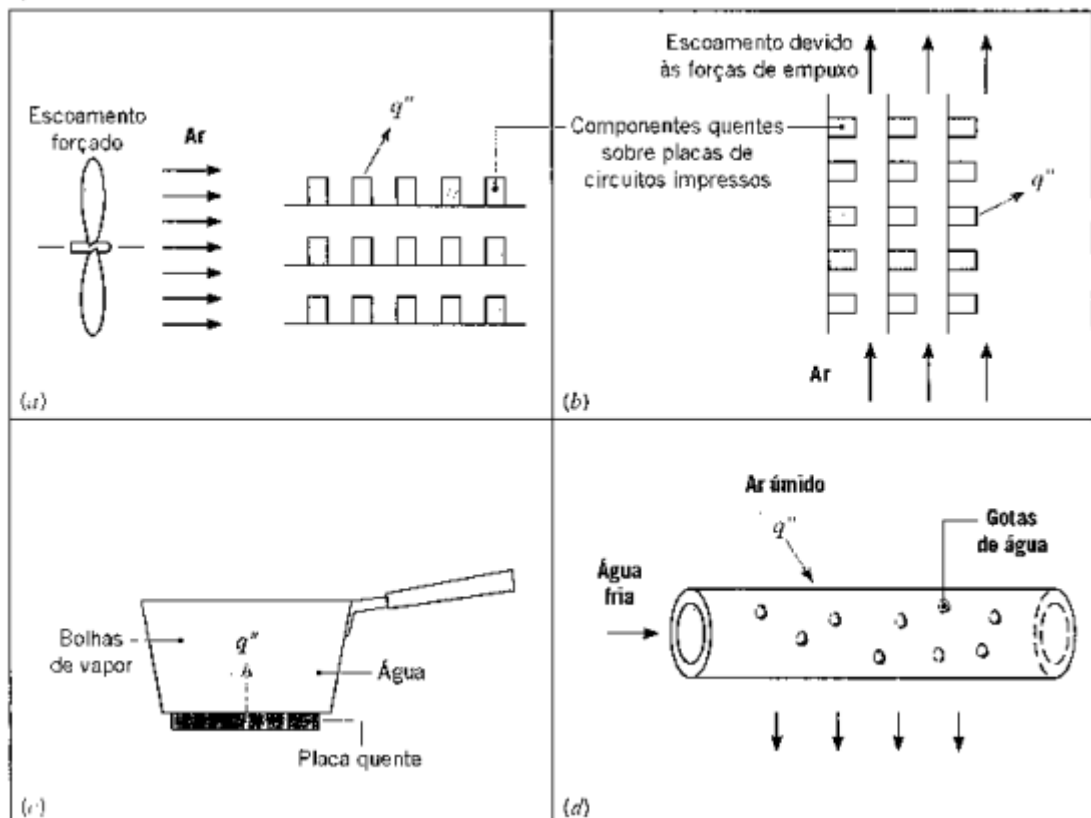 Escoamento
forçado
Ar
q"
Componentes quentes
sobre placas de
circuitos impressos
(a)
Escoamento devido
às forças de empuxo
q"
Ar
(b)
Bolhas
de vapor
q"
Água
Placa quente
(c)
Ar úmido
q"
Gotas
de água
Água
fria
(d)